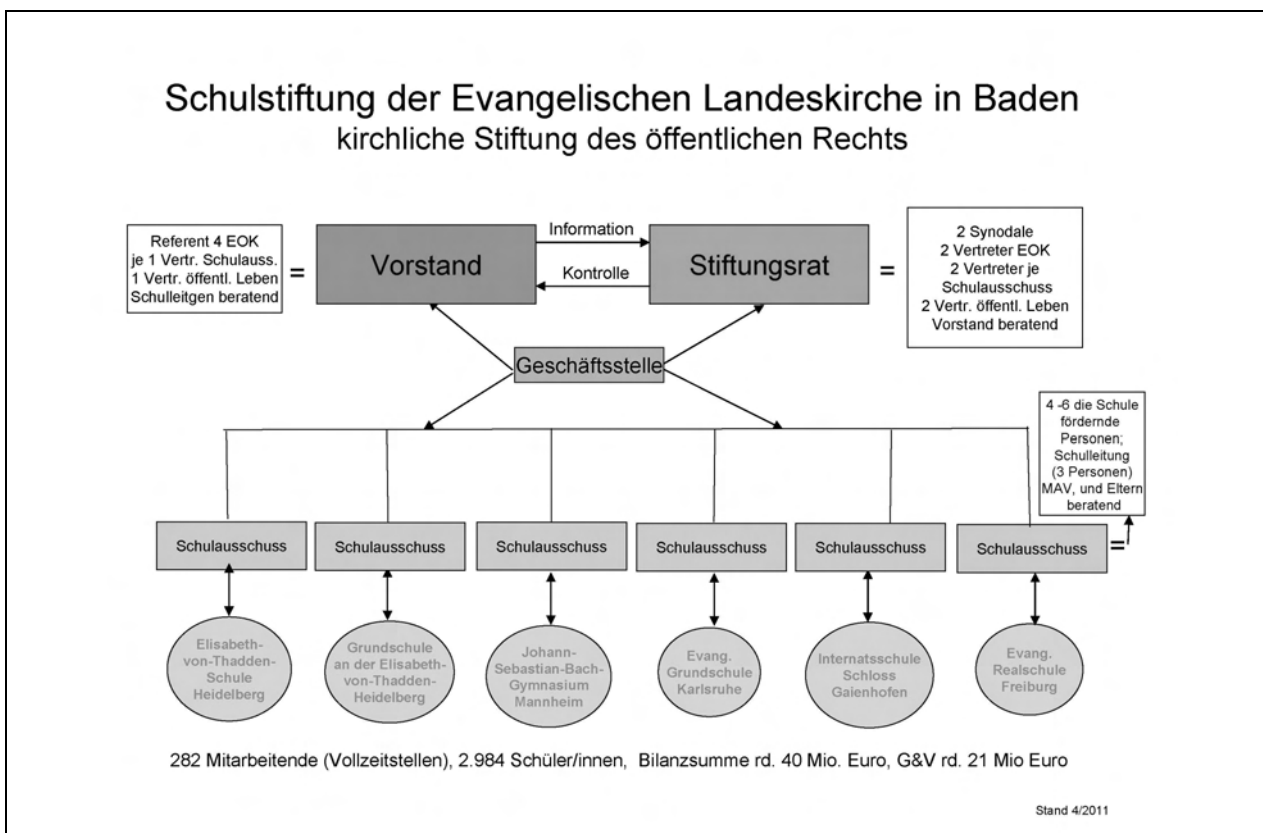 Schulstiftung der Evangelischen Landeskirche in Baden
kirchliche Stiftung des öffentlichen Rechts
Referent 4 EOK
je 1 Vertr. Schulauss.
1 Vertr. öffentl. Leben
Schulleitgen beratend
=
Vorstand
Information
Kontrolle
Stiftungsrat
=
2 Synodale
2 Vertreter EOK
2 Vertreter je
Schulausschuss
2 Vertr. öffentl. Leben
Vorstand beratend
Geschäftsstelle
4 -6 die Schule
fördernde
Personen;
Schulleitung
(3 Personen)
MAV, und Eltern
beratend
Schulausschuss
Schulausschuss
Schulausschuss
Schulausschuss
Schulausschuss
Schulausschuss
=
Elisabeth-
von-Thadden-
Schule
Heidelberg
Grundschule
an der Elisabeth-
von-Thadden-
Heidelberg
Johann-
Sebastian-Bach-
Gymnasium
Mannheim
Evang.
Grundschule
Karlsruhe
Internatsschule
Schloss
Gaienhofen
Evang.
Realschule
Freiburg
282 Mitarbeitende (Vollzeitstellen), 2.984 Schüler/innen, Bilanzsumme rd. 40 Mio. Euro, G&V rd. 21 Mio Euro
Stand 4/2011